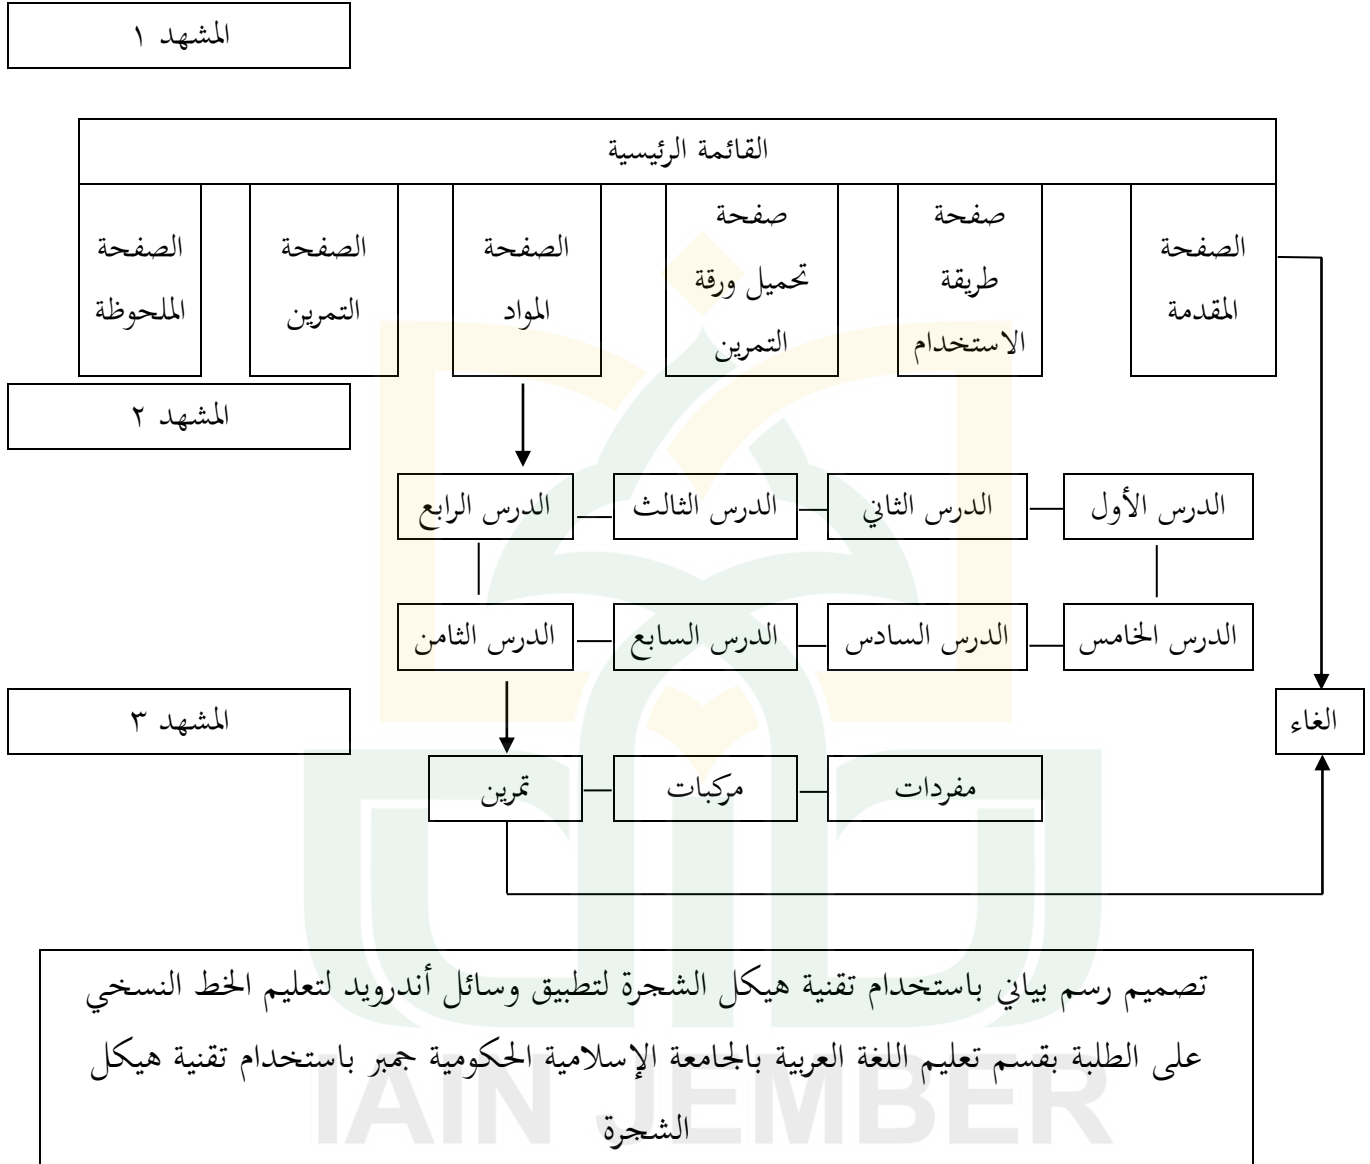 المشهد ١
القائمة الرئيسية
الصفحة
المقدمة
صفحة
طريقة
الاستخدام
صفحة
تحميل ورقة
التمرين
الصفحة
المواد
الصفحة
التمرين
الصفحة
الملحوظة
المشهد ٢
الدرس الأول
الدرس الثاني
الدرس الثالث
الدرس الرابع
الدرس الخامس
الدرس السادس
الدرس السابع
الدرس الثامن
المشهد ٣
الغاء
مفردات
مركبات
تمرين
تصميم رسم بياني باستخدام تقنية هيكل الشجرة لتطبيق وسائل أندرويد لتعليم الخط النسخي
على الطلبة بقسم تعليم اللغة العربية بالجامعة الإسلامية الحكومية جمبر باستخدام تقنية هيكل
الشجرة
IAIN JEMBER